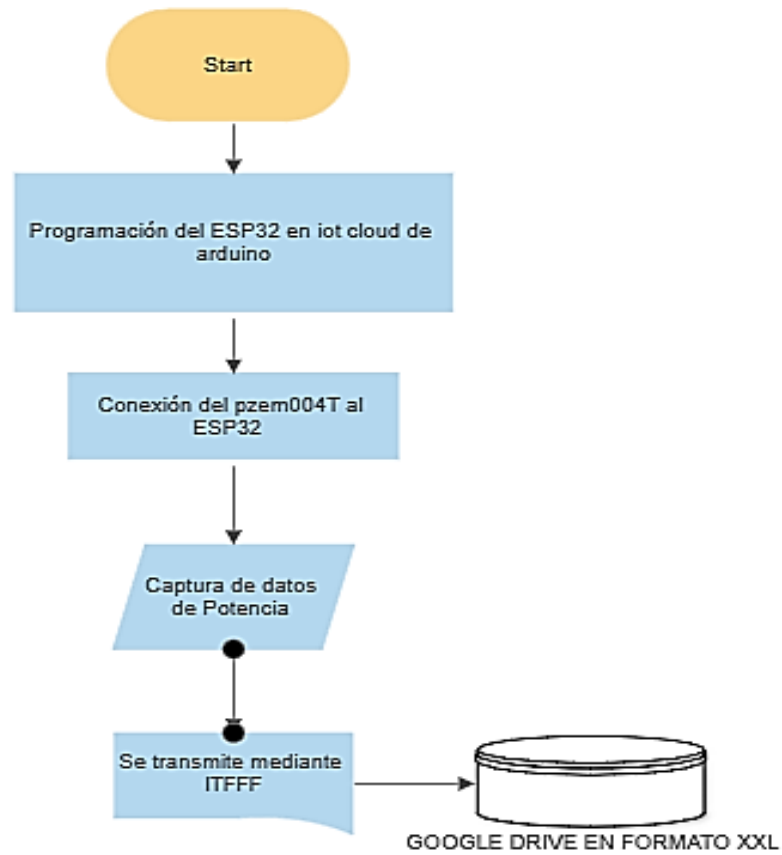 Start
Programación del ESP32 en iot cloud de
arduino
Conexión del pzem004T al
ESP32
Captura de datos
de Potencia
Se transmite mediante
ITFFF
GOOGLE DRIVE EN FORMATO XXL